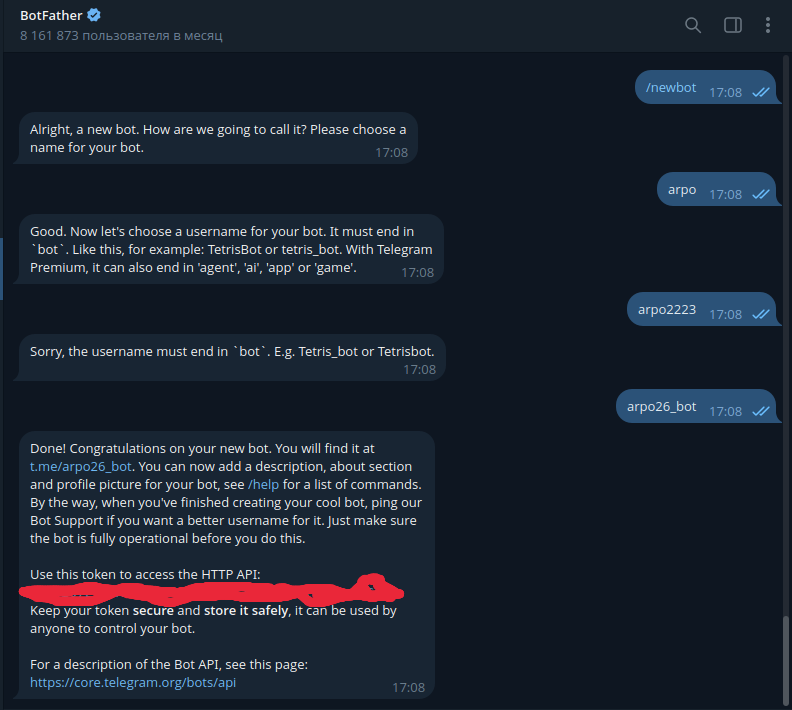 BotFather
8 161 873 пользователя в месяц
/newbot 17:08
Alright, a new bot. How are we going to call it? Please choose a
name for your bot. 17:08
arpo 17:08
Good. Now let's choose a username for your bot. It must end in
`bot`. Like this, for example: TetrisBot or tetris_bot. With Telegram
Premium, it can also end in 'agent', 'ai', 'app' or 'game'. 17:08
arpo2223 17:08
Sorry, the username must end in `bot`. E.g. Tetris_bot or Tetrisbot.
17:08
arpo26_bot 17:08
Done! Congratulations on your new bot. You will find it at
t.me/arpo26_bot. You can now add a description, about section
and profile picture for your bot, see /help for a list of commands.
By the way, when you've finished creating your cool bot, ping our
Bot Support if you want a better username for it. Just make sure
the bot is fully operational before you do this.
Use this token to access the HTTP API:
Keep your token secure and store it safely, it can be used by
anyone to control your bot.
For a description of the Bot API, see this page:
https://core.telegram.org/bots/api 17:08